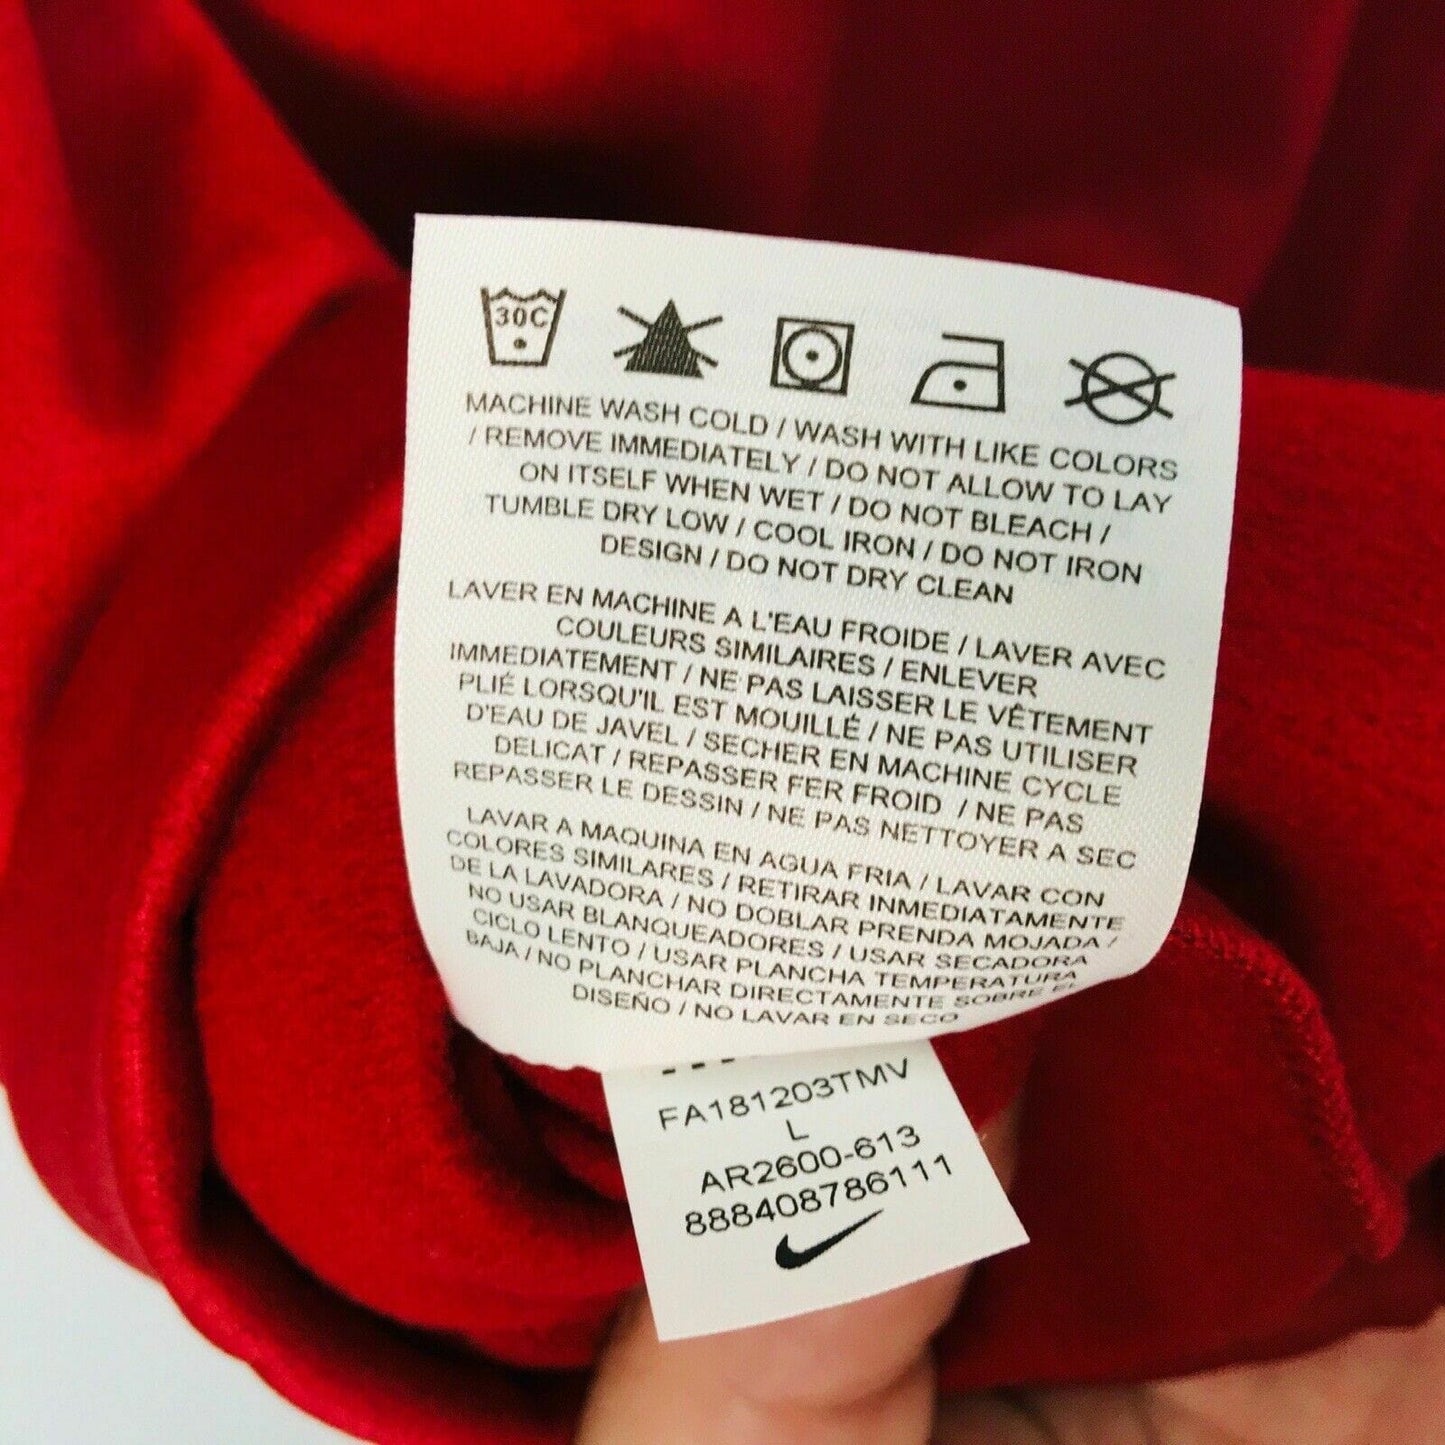 30C
MACHINE WASH COLD / WASH WITH LIKE COLORS
/ REMOVE IMMEDIATELY / DO NOT ALLOW TO LAY
ON ITSELF WHEN WET / DO NOT BLEACH /
TUMBLE DRY LOW / COOL IRON / DO NOT IRON
DESIGN / DO NOT DRY CLEAN
LAVER EN MACHINE A L'EAU FROIDE / LAVER AVEC
COULEURS SIMILAIRES / ENLEVER
IMMEDIATEMENT / NE PAS LAISSER LE VÊTEMENT
PLIÉ LORSQU'IL EST MOUILLÉ / NE PAS UTILISER
D'EAU DE JAVEL / SECHER EN MACHINE CYCLE
DELICAT / REPASSER FER FROID / NE PAS
REPASSER LE DESSIN / NE PAS NETTOYER A SEC
LAVAR A MAQUINA EN AGUA FRIA / LAVAR CON
COLORES SIMILARES / RETIRAR INMEDIATAMENTE
DE LA LAVADORA / NO DOBLAR PRENDA MOJADA /
NO USAR BLANQUEADORES / USAR SECADORA
CICLO LENTO / USAR PLANCHA TEMPERATURA
BAJA / NO PLANCHAR DIRECTAMENTE SOBRE EL
DISEÑO / NO LAVAR EN SECO
FA181203TMV
L
AR2600-613
888408786111